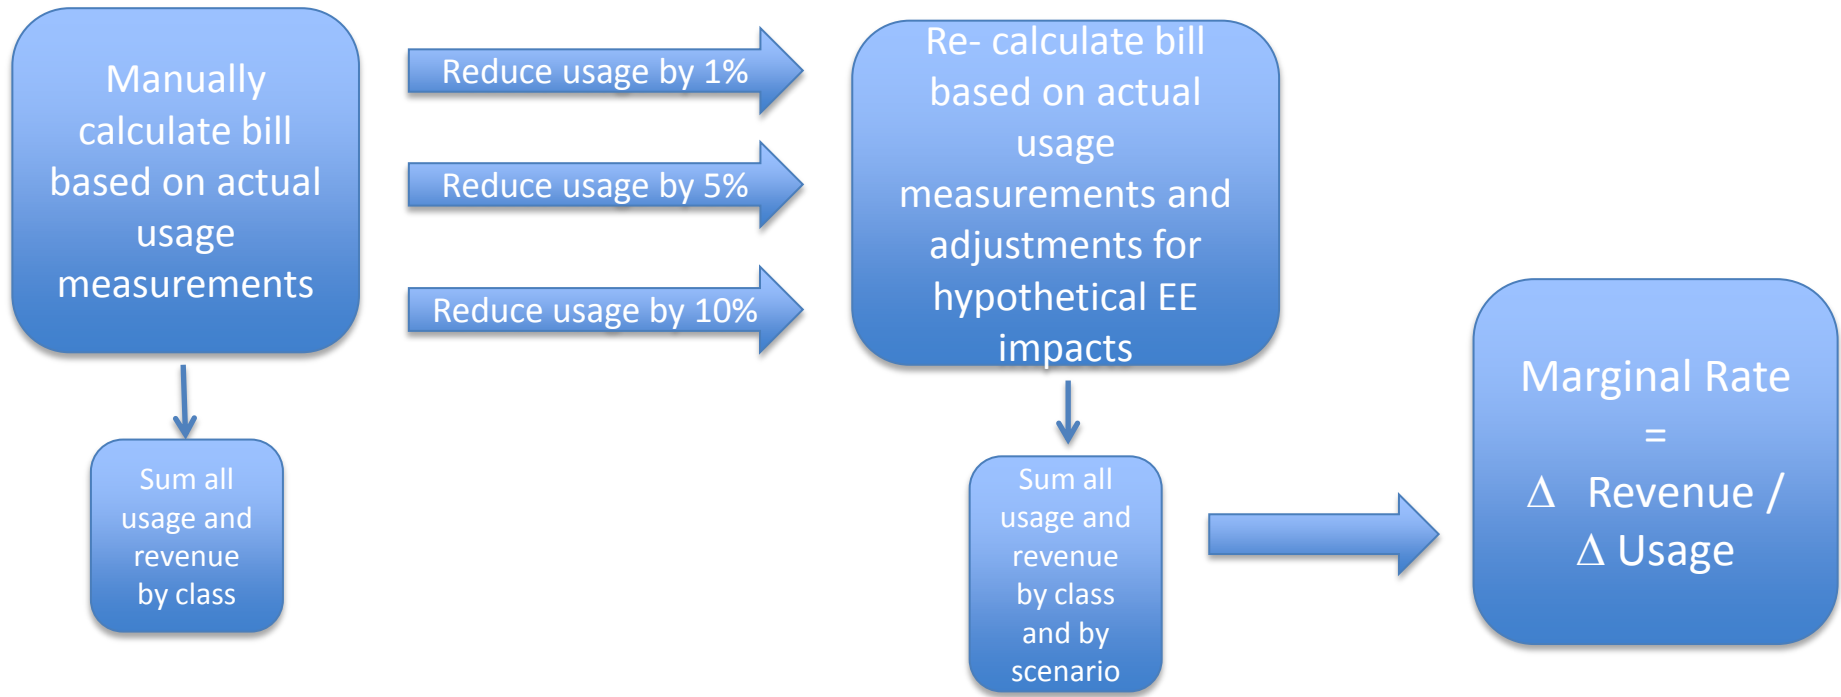 Manually
calculate bill
based on actual
usage
measurements
Reduce usage by 1%
Reduce usage by 5%
Reduce usage by 10%
Re- calculate bill
based on actual
usage
measurements and
adjustments for
hypothetical EE
impacts
Sum all
usage and
revenue
by class
Sum all
usage and
revenue
by class
and by
scenario
Marginal Rate
=
Δ Revenue /
Δ Usage